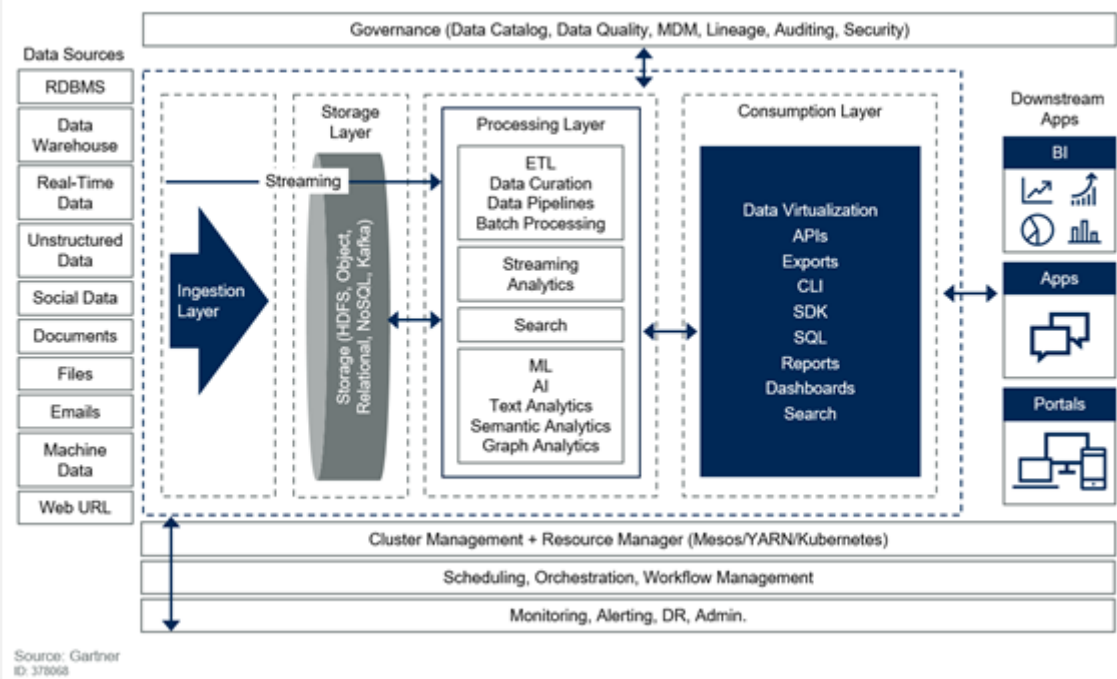 Governance (Data Catalog, Data Quality, MDM, Lineage, Auditing, Security)
Data Sources
RDBMS
Data
Warehouse
Real-Time
Data
Unstructured
Data
Social Data
Documents
Files
Emails
Machine
Data
Web URL
Ingestion
Layer
Streaming
Storage
Layer
Storage (HDFS, Object,
Relational, NoSQL, Kafka)
Processing Layer
ETL
Data Curation
Data Pipelines
Batch Processing
Streaming
Analytics
Search
ML
AI
Text Analytics
Semantic Analytics
Graph Analytics
Consumption Layer
Data Virtualization
APIs
Exports
CLI
SDK
SQL
Reports
Dashboards
Search
Downstream
Apps
BI
Apps
Portals
Cluster Management + Resource Manager (Mesos/YARN/Kubernetes)
Scheduling, Orchestration, Workflow Management
Monitoring, Alerting, DR, Admin.
Source: Gartner
ID: 378068